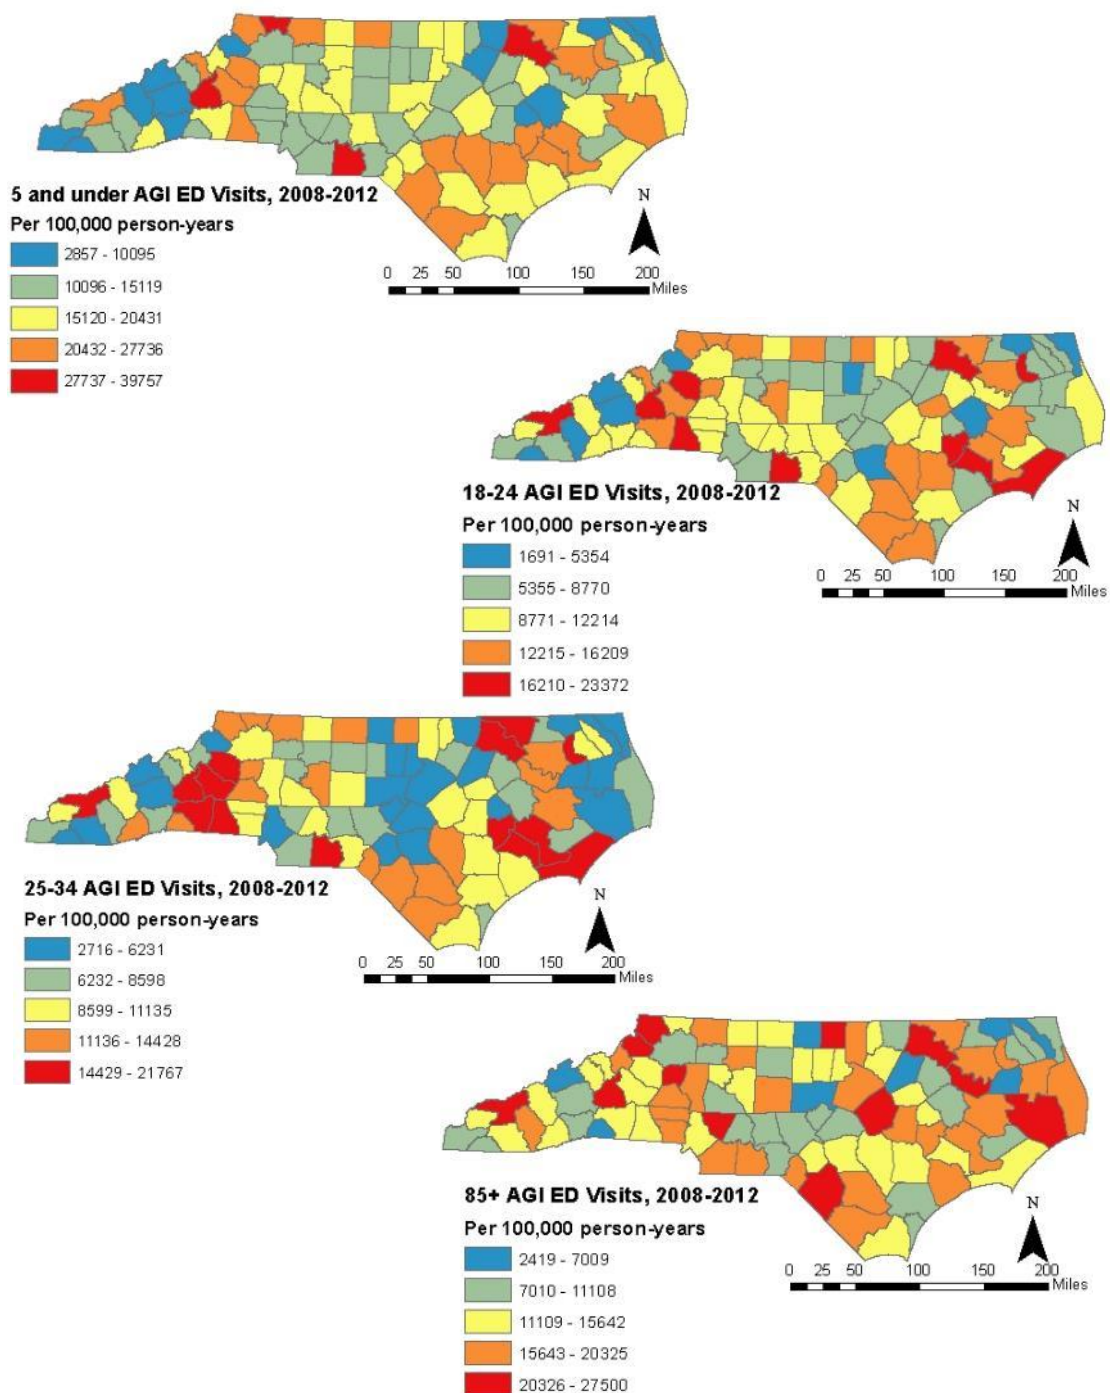 5 and under AGI ED Visits, 2008-2012
Per 100,000 person-years
2857 - 10095
10096 - 15119
15120 - 20431
20432 - 27736
27737 - 39757
N
0 25 50 100 150 200
Miles
18-24 AGI ED Visits, 2008-2012
Per 100,000 person-years
1691 - 5354
5355 - 8770
8771 - 12214
12215 - 16209
16210 - 23372
N
0 25 50 100 150 200
Miles
25-34 AGI ED Visits, 2008-2012
Per 100,000 person-years
2716 - 6231
6232 - 8598
8599 - 11135
11136 - 14428
14429 - 21767
N
0 25 50 100 150 200
Miles
85+ AGI ED Visits, 2008-2012
Per 100,000 person-years
2419 - 7009
7010 - 11108
11109 - 15642
15643 - 20325
20326 - 27500
N
0 25 50 100 150 200
Miles